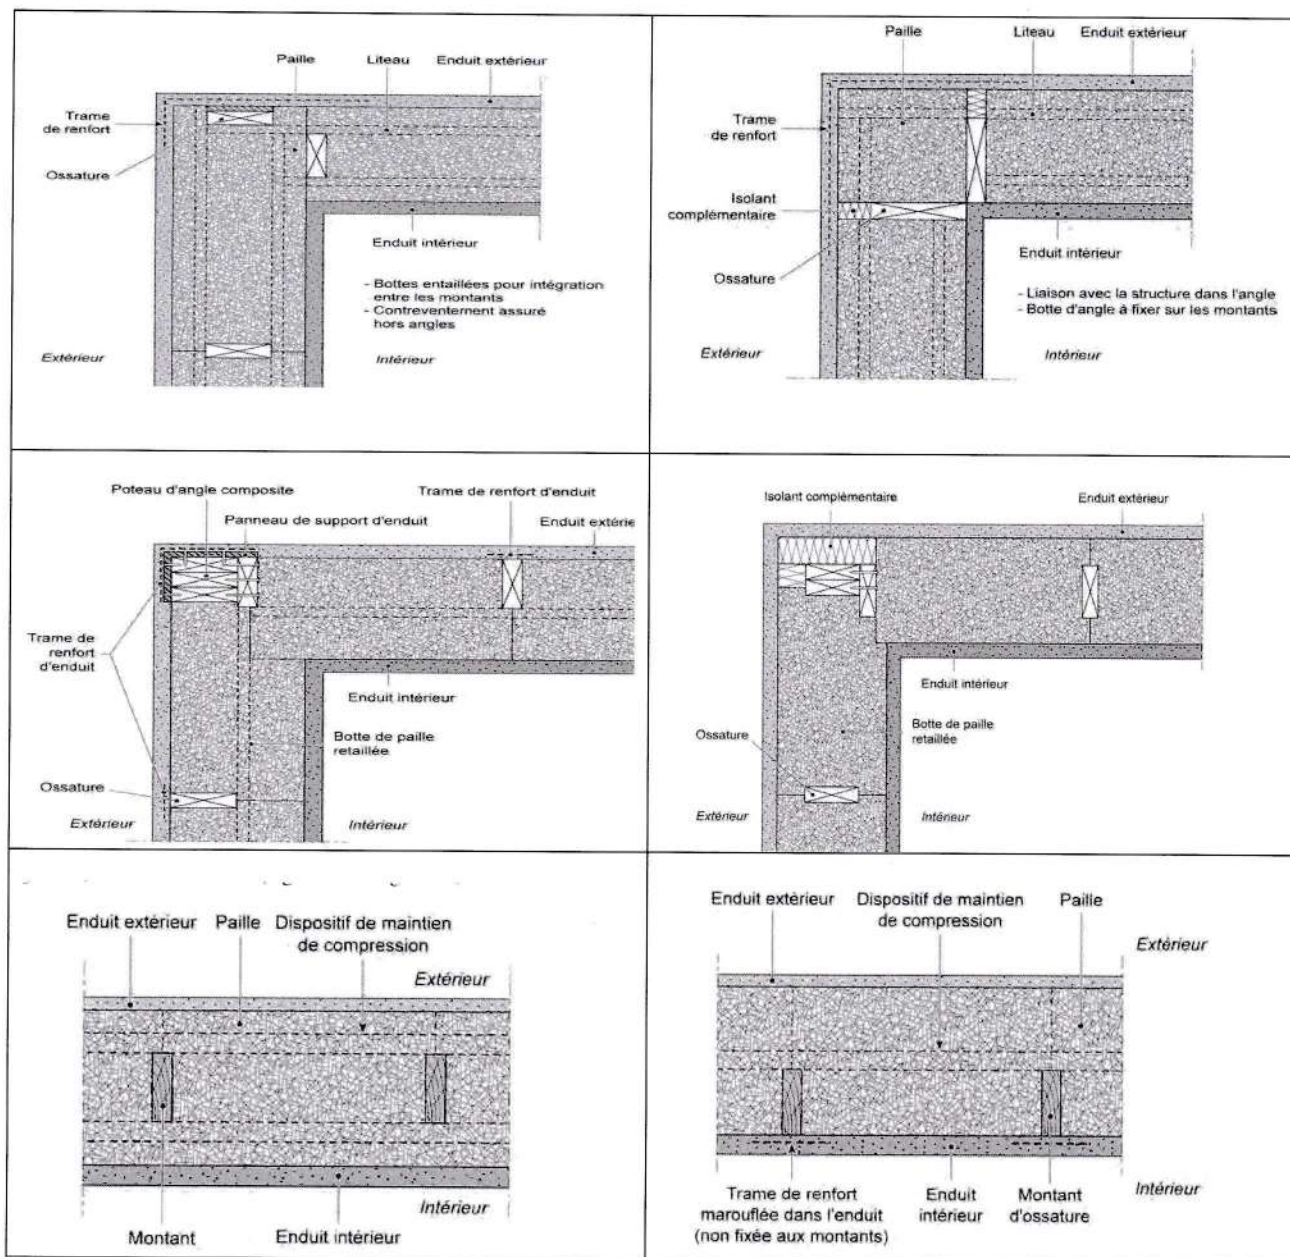 Paille Liteau Enduit extérieur
Trame
de renfort
Ossature
Enduit intérieur
- Bottes entaillées pour intégration
entre les montants
- Contreventement assuré
hors angles
Extérieur Intérieur
Paille Liteau Enduit extérieur
Trame
de renfort
Isolant
complémentaire
Ossature
Enduit intérieur
- Liaison avec la structure dans l'angle
- Botte d'angle à fixer sur les montants
Extérieur Intérieur
Poteau d'angle composite Trame de renfort d'enduit
Panneau de support d'enduit Enduit extérie
Trame de
renfort
d'enduit
Enduit intérieur
Botte de paille
retaillée
Ossature
Extérieur Intérieur
Isolant complémentaire Enduit extérieur
Enduit intérieur
Botte de paille
retaillée
Ossature
Extérieur Intérieur
Enduit extérieur Paille Dispositif de maintien
de compression
Extérieur
Intérieur
Montant Enduit intérieur
Enduit extérieur Dispositif de maintien Paille
de compression
Extérieur
Intérieur
Trame de renfort Enduit Montant
marouflée dans l'enduit intérieur d'ossature
(non fixée aux montants)